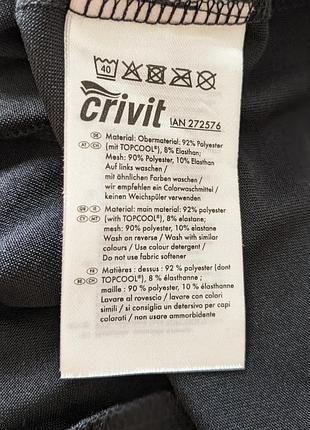 40
crivit
IAN 272576
DE Material: Obermaterial: 92% Polyester
AT CH (mit TOPCOOL®), 8% Elasthan;
Mesh: 90% Polyester, 10% Elasthan
Auf links waschen /
mit ähnlichen Farben waschen /
wir empfehlen ein Colorwaschmittel /
keinen Weichspüler verwenden
GB IE Material: main material: 92% polyester
CY MT (with TOPCOOL®), 8% elastane;
mesh: 90% polyester, 10% elastane
Wash on reverse / Wash with similar
colours / Use colour detergent /
Do not use fabric softener
FR Matières : dessus : 92 % polyester (dont
BE CH TOPCOOL®), 8 % élasthanne ;
maille : 90 % polyester, 10 % élasthanne
Lavare al rovescio / lavare con colori
simili / si consiglia un detersivo per capi
colorati / non usare ammorbidente